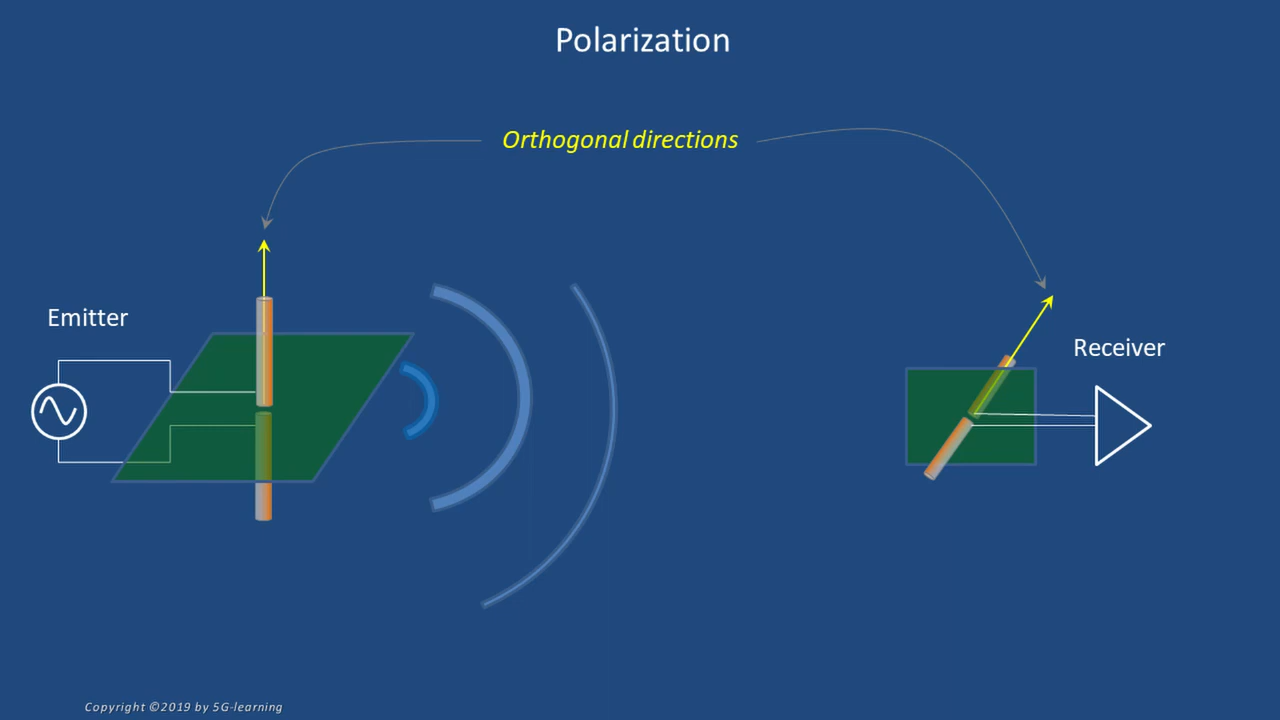 Polarization
Orthogonal directions
Emitter
Receiver
Copyright ©2019 by 5G-learning